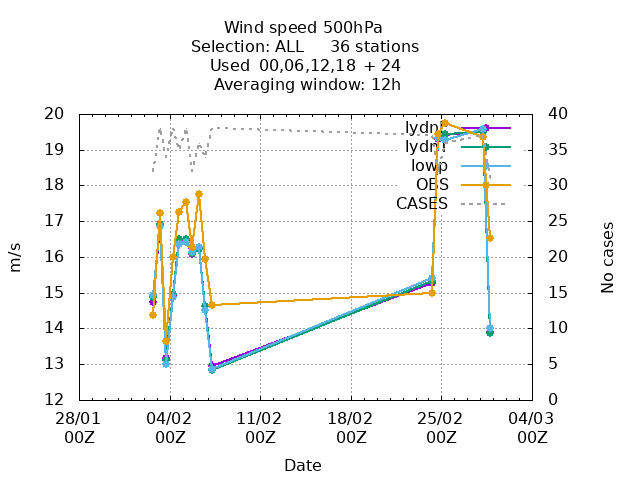 Wind speed 500hPa
Selection: ALL 36 stations
Used 00,06,12,18 + 24
Averaging window: 12h
20 40
lydn
19 35
lydn
lowp
18 OBS 30
CASES
17 25
16 20
15 15
14 10
13 5
12 0
m/s
No cases
28/01 04/02 11/02 18/02 25/02 04/03
00Z 00Z 00Z 00Z 00Z 00Z
Date